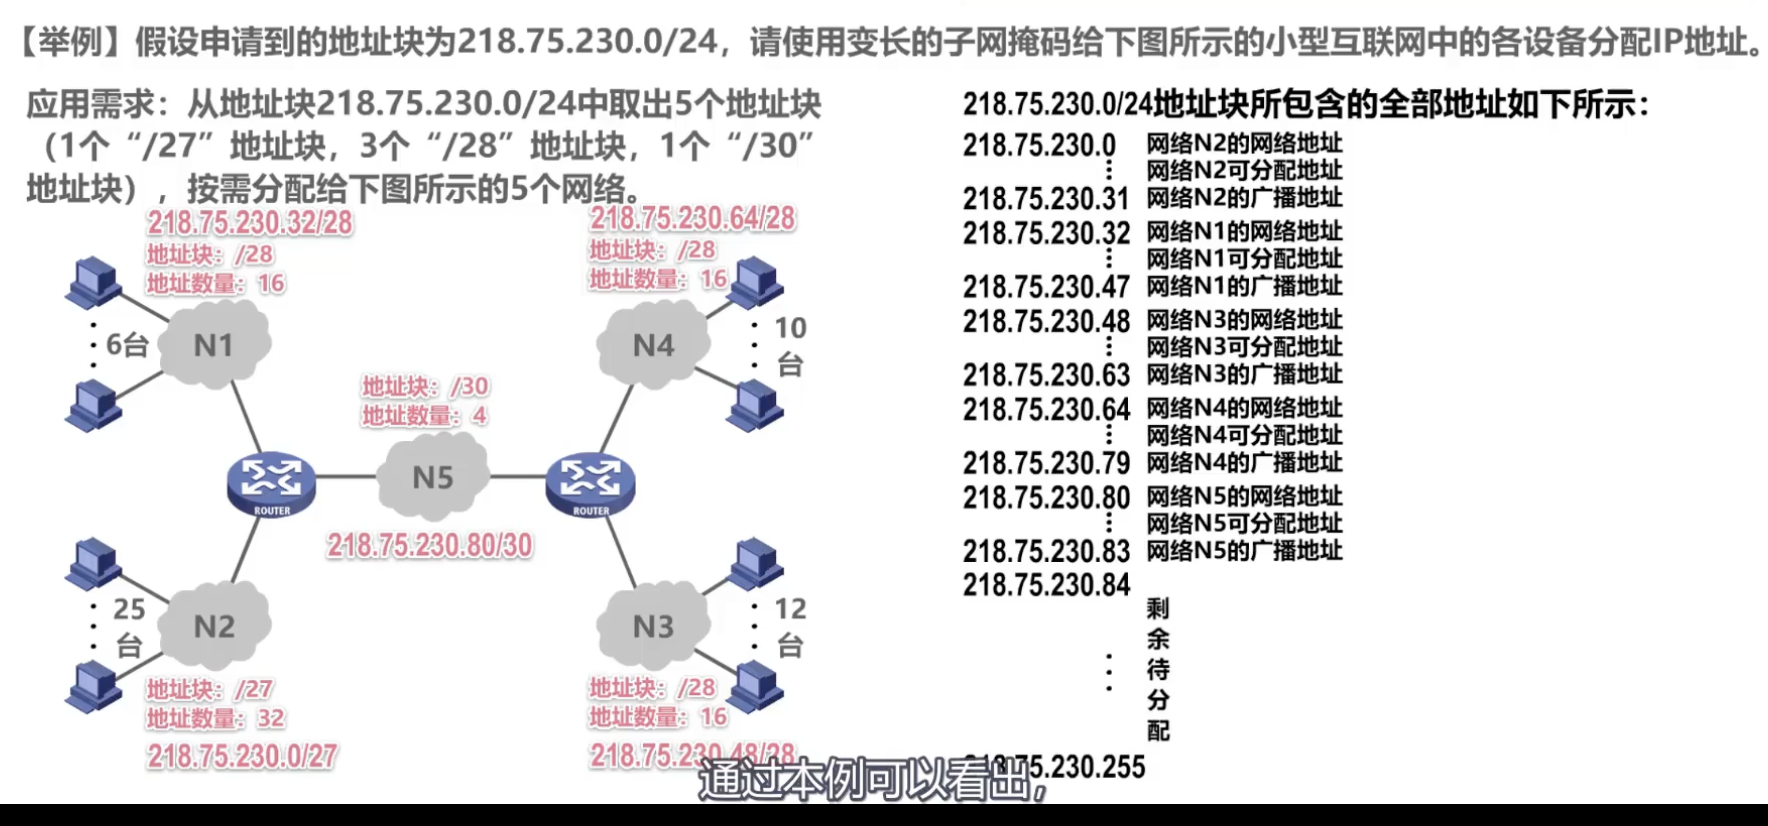 【举例】假设申请到的地址块为218.75.230.0/24，请使用变长的子网掩码给下图所示的小型互联网中的各设备分配IP地址。
应用需求：从地址块218.75.230.0/24中取出5个地址块
（1个“/27”地址块，3个“/28”地址块，1个“/30”
地址块），按需分配给下图所示的5个网络。
218.75.230.32/28
地址块：/28
地址数量：16
6台
N1
218.75.230.64/28
地址块：/28
地址数量：16
N4
10
台
地址块：/30
地址数量：4
N5
ROUTER
ROUTER
218.75.230.80/30
25
台
N2
地址块：/27
地址数量：32
218.75.230.0/27
N3
12
台
地址块：/28
地址数量：16
218.75.230.48/28
218.75.230.0/24地址块所包含的全部地址如下所示：
218.75.230.0 网络N2的网络地址
⋮ 网络N2可分配地址
218.75.230.31 网络N2的广播地址
218.75.230.32 网络N1的网络地址
⋮ 网络N1可分配地址
218.75.230.47 网络N1的广播地址
218.75.230.48 网络N3的网络地址
⋮ 网络N3可分配地址
218.75.230.63 网络N3的广播地址
218.75.230.64 网络N4的网络地址
⋮ 网络N4可分配地址
218.75.230.79 网络N4的广播地址
218.75.230.80 网络N5的网络地址
⋮ 网络N5可分配地址
218.75.230.83 网络N5的广播地址
218.75.230.84
剩余待分配
218.75.230.255
通过本例可以看出，